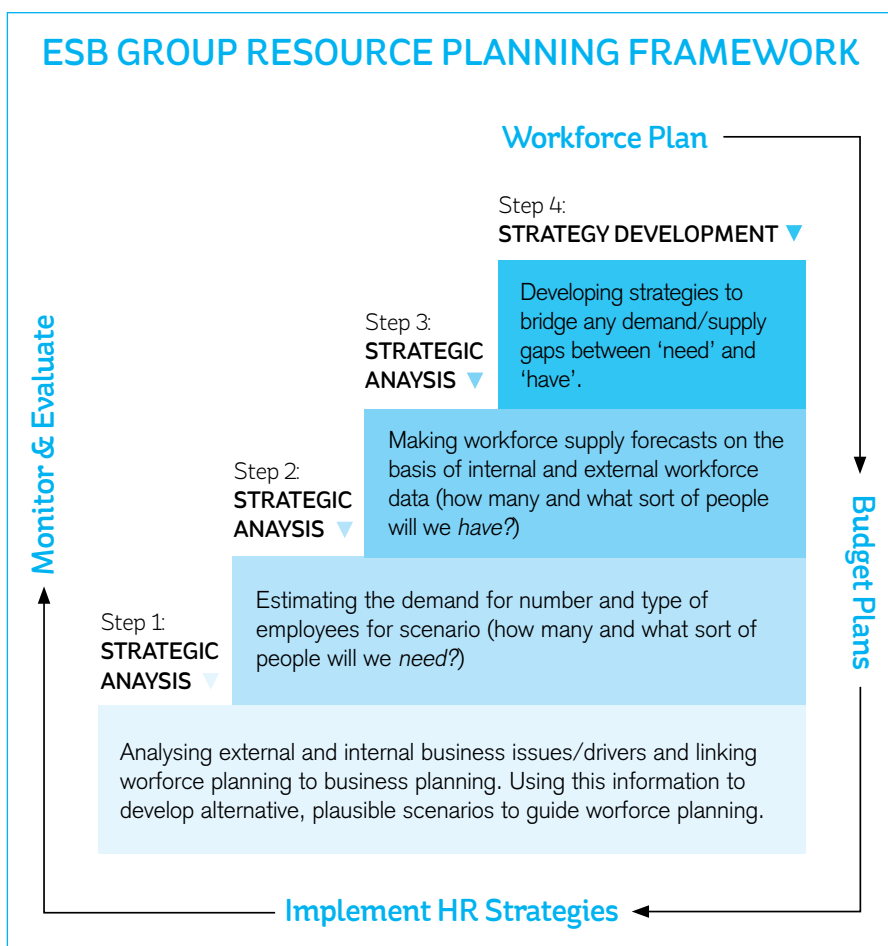 ESB GROUP RESOURCE PLANNING FRAMEWORK
Workforce Plan
Step 4:
STRATEGY DEVELOPMENT
Developing strategies to
bridge any demand/supply
gaps between ‘need’ and
‘have’.
Step 3:
STRATEGIC
ANAYSIS
Making workforce supply forecasts on the
basis of internal and external workforce
data (how many and what sort of people
will we have?)
Step 2:
STRATEGIC
ANAYSIS
Estimating the demand for number and type of
employees for scenario (how many and what sort of
people will we need?)
Step 1:
STRATEGIC
ANAYSIS
Analysing external and internal business issues/drivers and linking
worforce planning to business planning. Using this information to
develop alternative, plausible scenarios to guide worforce planning.
Budget Plans
Implement HR Strategies
Monitor & Evaluate